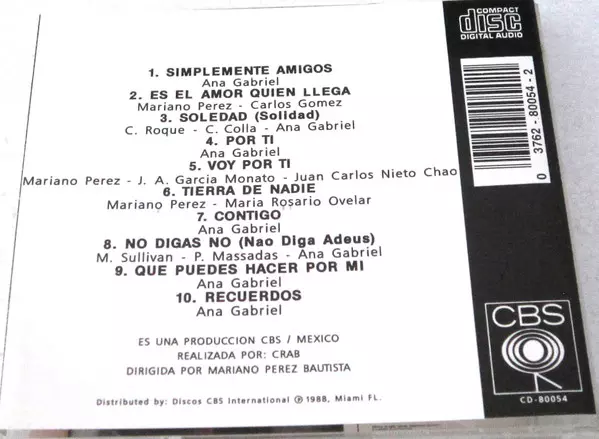 COMPACT
disc
DIGITAL AUDIO
1. SIMPLEMENTE AMIGOS
Ana Gabriel
2. ES EL AMOR QUIEN LLEGA
Mariano Perez - Carlos Gomez
3. SOLEDAD (Solidad)
C. Roque - C. Colla - Ana Gabriel
4. POR TI
Ana Gabriel
5. VOY POR TI
Mariano Perez - J. A. Garcia Monato - Juan Carlos Nieto Chao
6. TIERRA DE NADIE
Mariano Perez - Maria Rosario Ovelar
7. CONTIGO
Ana Gabriel
8. NO DIGAS NO (Nao Diga Adeus)
M. Sullivan - P. Massadas - Ana Gabriel
9. QUE PUEDES HACER POR MI
Ana Gabriel
10. RECUERDOS
Ana Gabriel
ES UNA PRODUCCION CBS / MEXICO
REALIZADA POR: CRAB
DIRIGIDA POR MARIANO PEREZ BAUTISTA
Distributed by: Discos CBS International ℗ 1988, Miami FL.
0 3762 - 80054 - 2
CBS
CD-80054